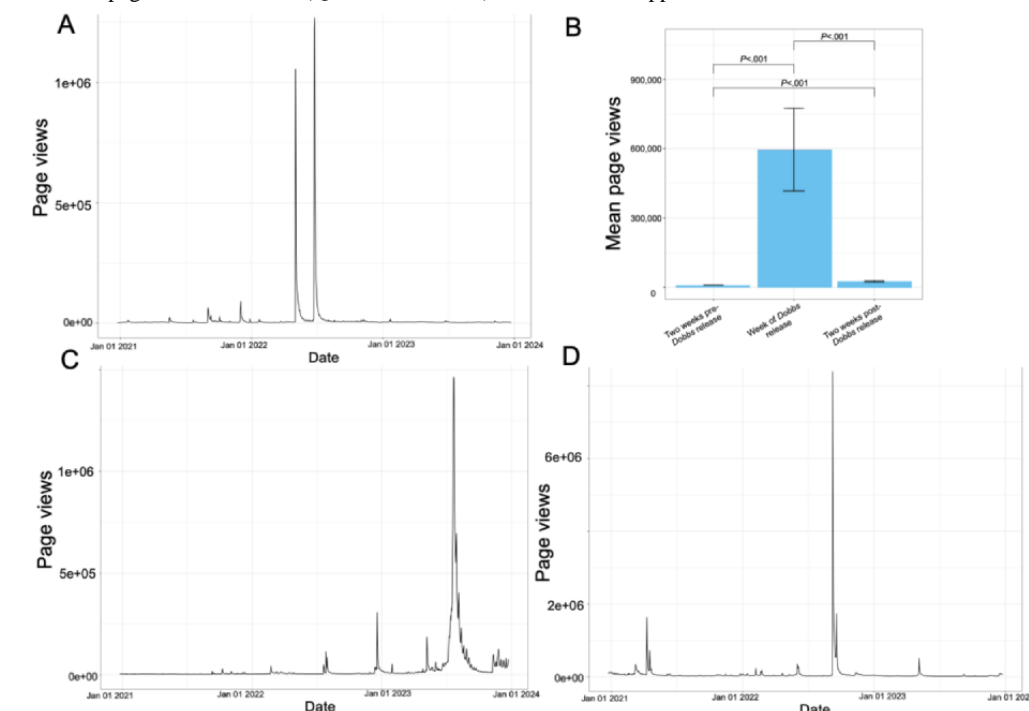 A
Page views
1e+06
5e+05
0e+00
Jan 01 2021
Jan 01 2022
Jan 01 2023
Jan 01 2024
Date
B
Mean page views
P<.001
P<.001
P<.001
900,000
600,000
300,000
0
Two weeks pre-
Dobbs release
Week of Dobbs
release
Two weeks post-
Dobbs release
C
Page views
1e+06
5e+05
0e+00
Jan 01 2021
Jan 01 2022
Jan 01 2023
Jan 01 2024
Date
D
Page views
6e+06
2e+06
0e+00
Jan 01 2021
Jan 01 2022
Jan 01 2023
Jan 01
Date